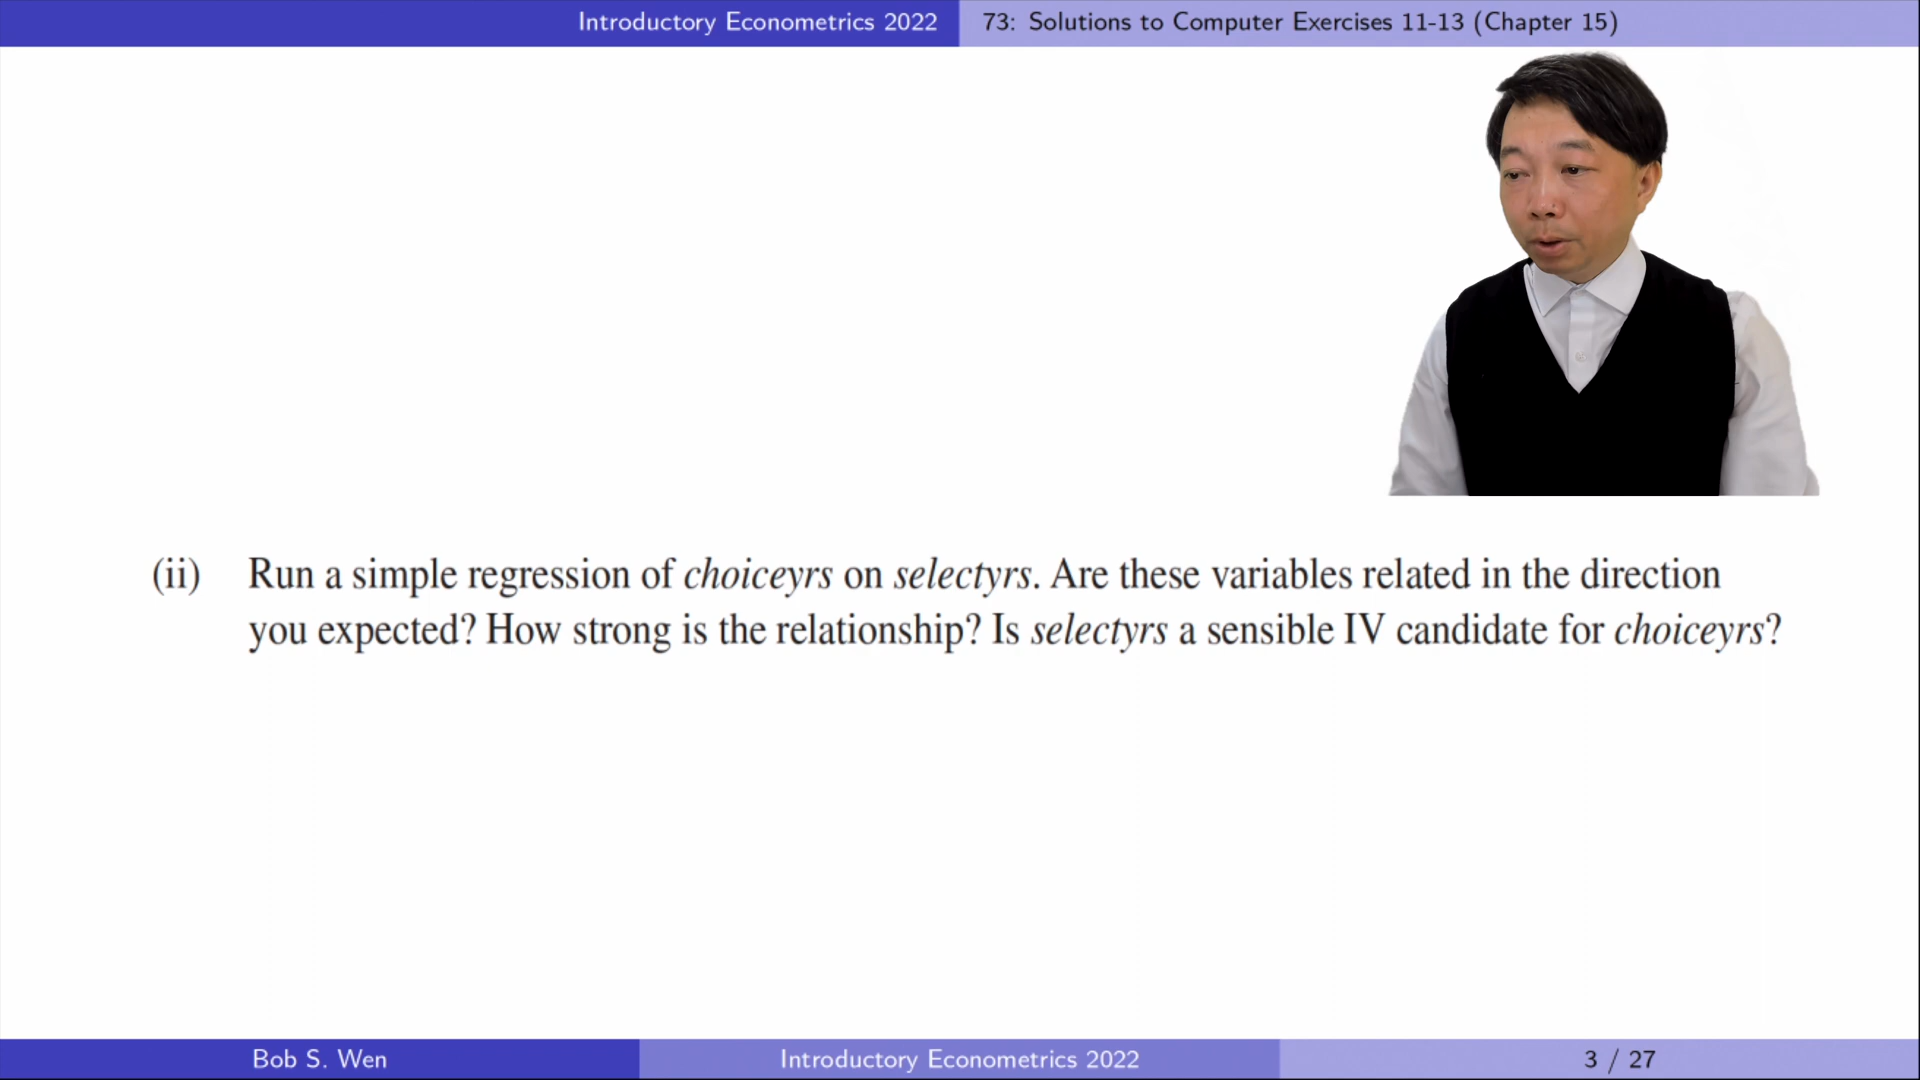 Introductory Econometrics 2022
73: Solutions to Computer Exercises 11-13 (Chapter 15)
(ii) Run a simple regression of choiceyrs on selectyrs. Are these variables related in the direction
you expected? How strong is the relationship? Is selectyrs a sensible IV candidate for choiceyrs?
Bob S. Wen
Introductory Econometrics 2022
3 / 27